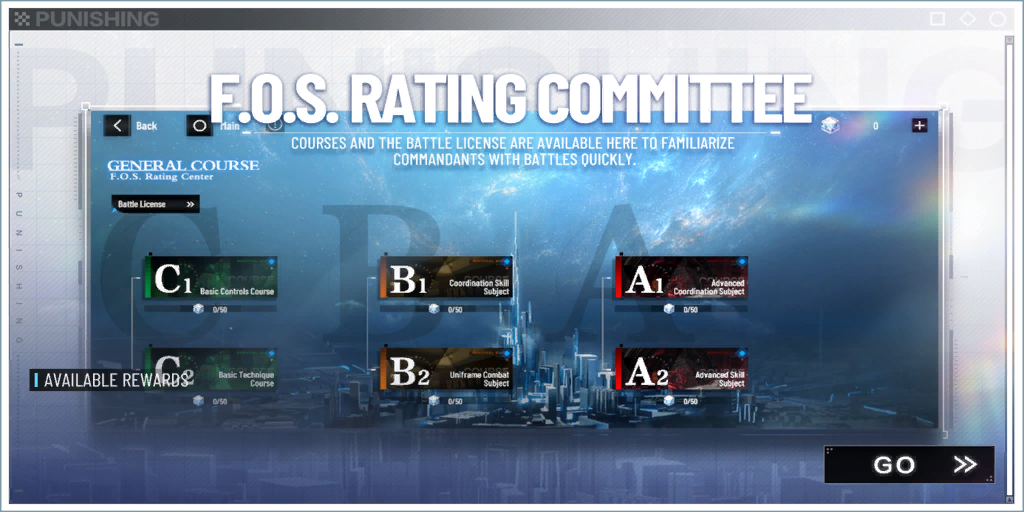 PUNISHING
F.O.S. RATING COMMITTEE
Back
Main
0
COURSES AND THE BATTLE LICENSE ARE AVAILABLE HERE TO FAMILIARIZE
COMMANDANTS WITH BATTLES QUICKLY.
GENERAL COURSE
F.O.S. Rating Center
Battle License
C B A
C1 Basic Controls Course
0/50
B1 Coordination Skill
Subject
0/50
A1 Advanced
Coordination Subject
0/50
C2 Basic Technique
Course
0/50
B2 Uniframe Combat
Subject
0/50
A2 Advanced Skill
Subject
0/50
AVAILABLE REWARDS
PUNISHING
PUNISHING
GO